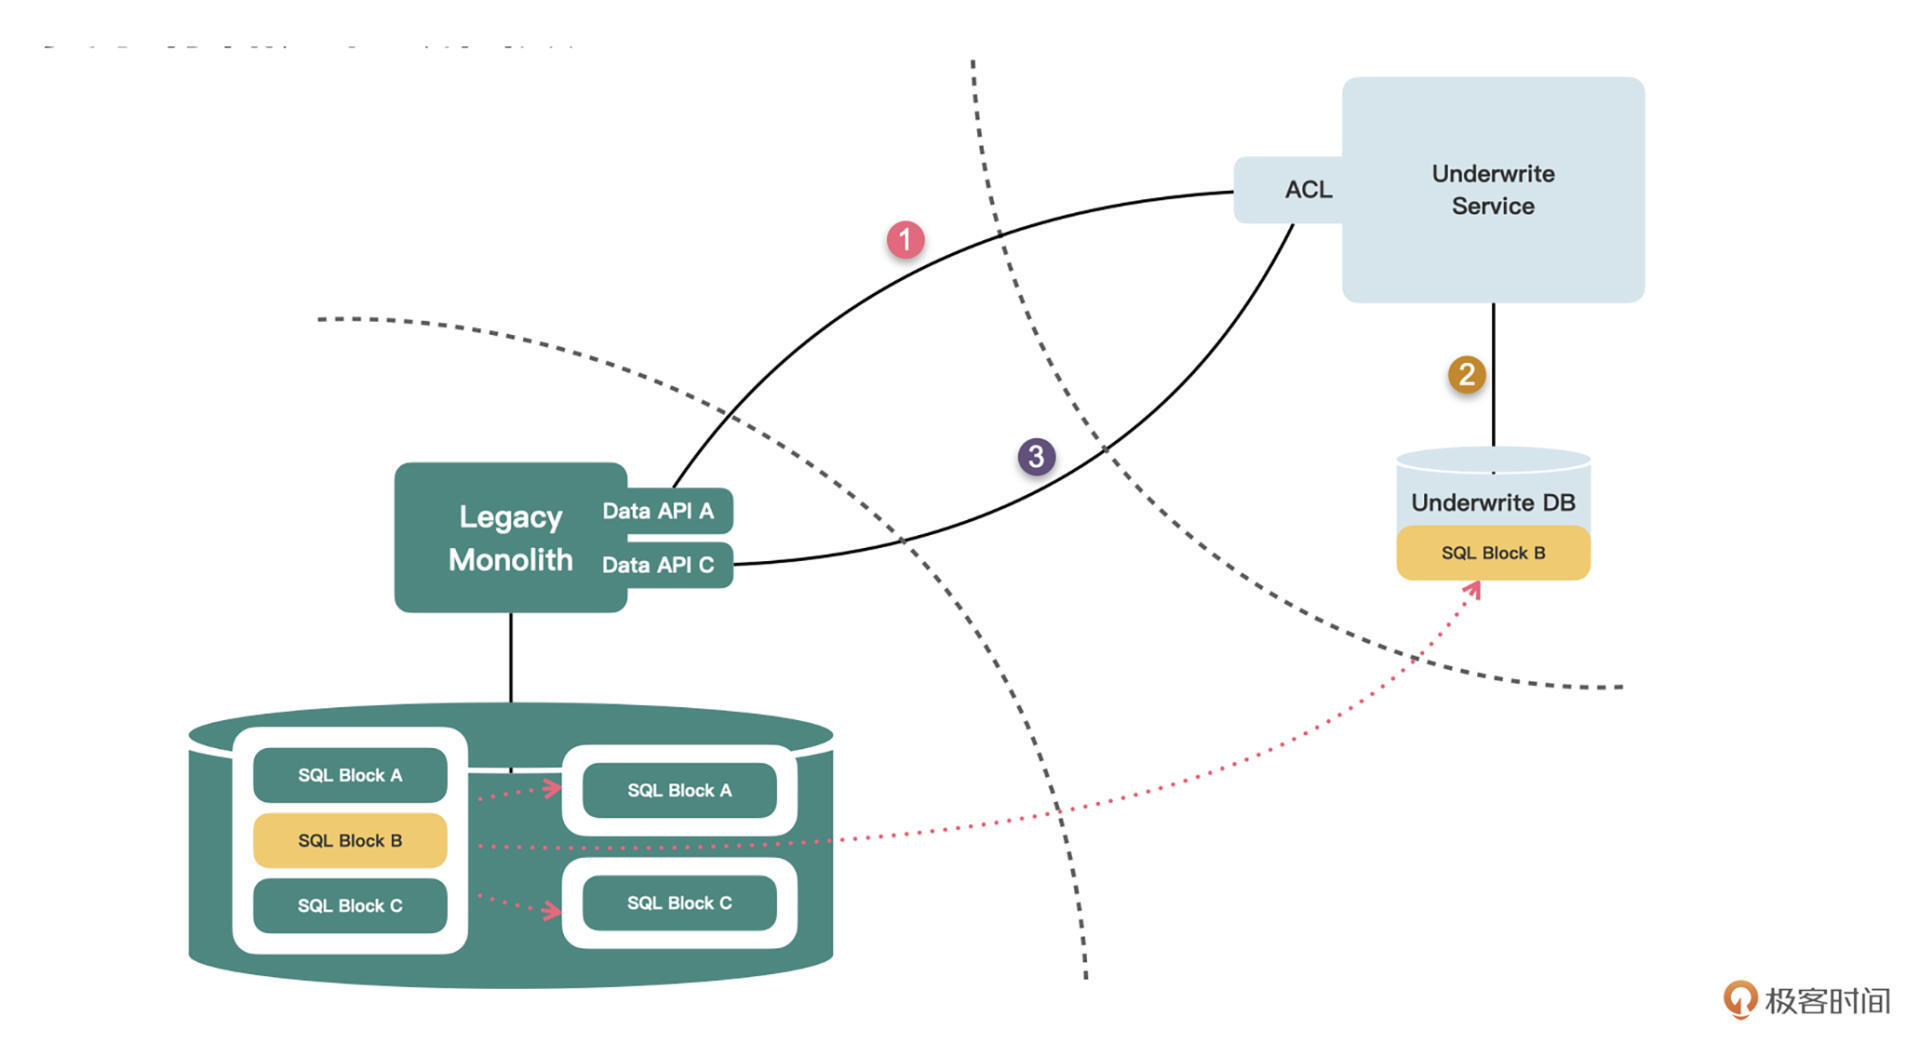 Underwrite
Service
ACL
1
2
3
Legacy
Monolith
Data API A
Data API C
Underwrite DB
SQL Block B
SQL Block A
SQL Block B
SQL Block C
SQL Block A
SQL Block C
极客时间